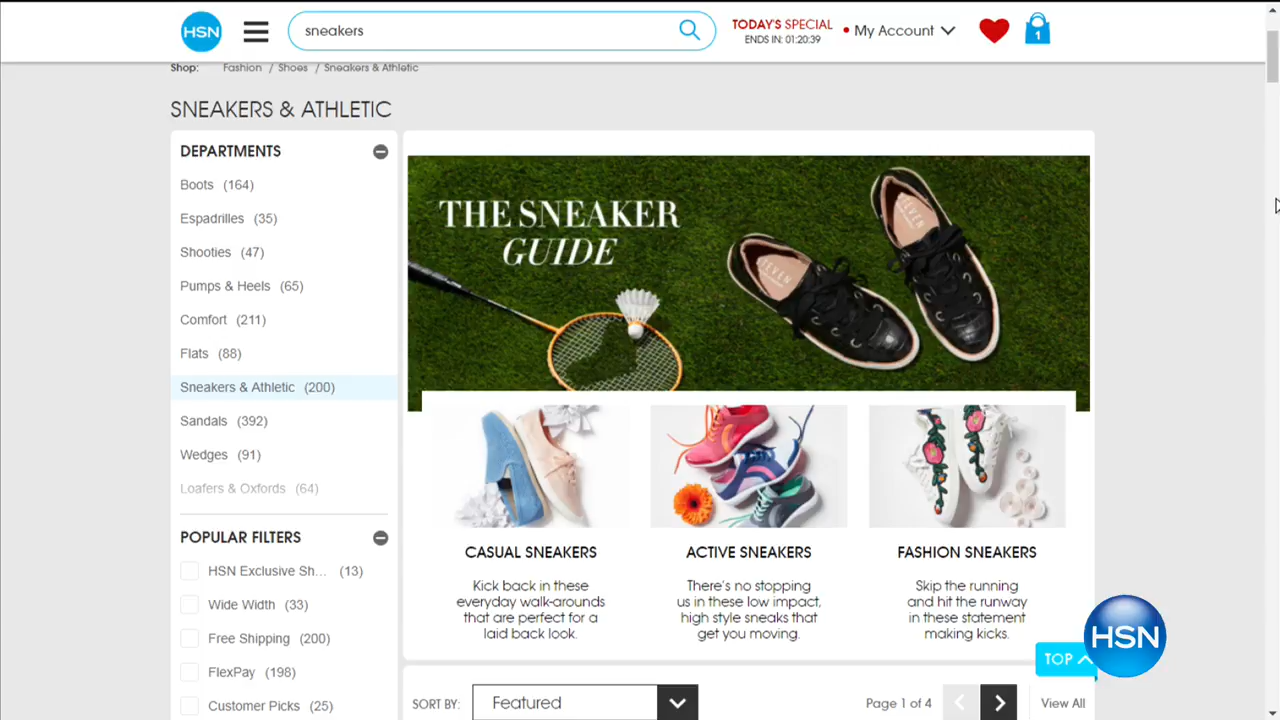 HSN
sneakers
TODAY'S SPECIAL
ENDS IN: 01:20:39
My Account
1
Shop: Fashion / Shoes / Sneakers & Athletic
SNEAKERS & ATHLETIC
DEPARTMENTS
Boots (164)
Espadrilles (35)
Shooties (47)
Pumps & Heels (65)
Comfort (211)
Flats (88)
Sneakers & Athletic (200)
Sandals (392)
Wedges (91)
Loafers & Oxfords (64)
POPULAR FILTERS
HSN Exclusive Sh... (13)
Wide Width (33)
Free Shipping (200)
FlexPay (198)
Customer Picks (25)
THE SNEAKER
GUIDE
SEVEN
SEVEN
CASUAL SNEAKERS
Kick back in these
everyday walk-arounds
that are perfect for a
laid back look.
ACTIVE SNEAKERS
There's no stopping
us in these low impact,
high style sneaks that
get you moving.
FASHION SNEAKERS
Skip the running
and hit the runway
in these statement
making kicks.
HSN
TOP
SORT BY: Featured
Page 1 of 4
View All